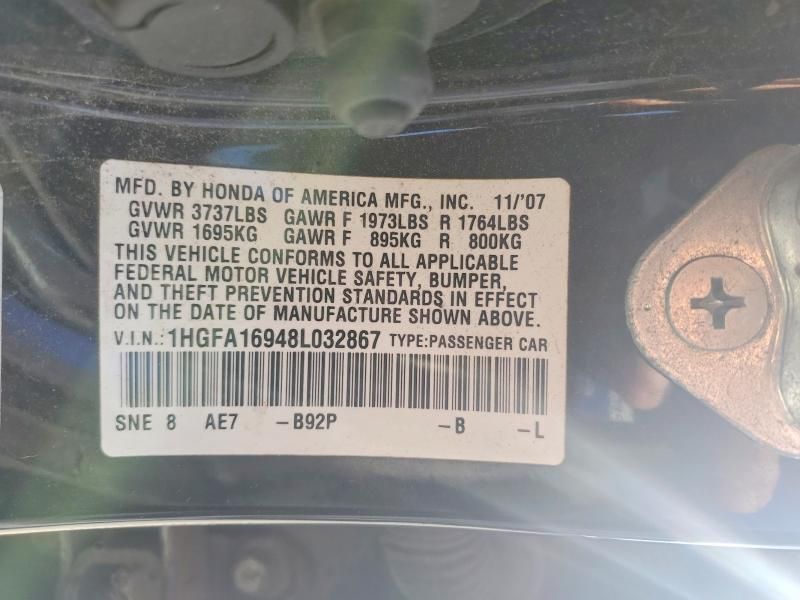 MFD. BY HONDA OF AMERICA MFG., INC. 11/'07
GVWR 3737LBS GAWR F 1973LBS R 1764LBS
GVWR 1695KG GAWR F 895KG R 800KG
THIS VEHICLE CONFORMS TO ALL APPLICABLE
FEDERAL MOTOR VEHICLE SAFETY, BUMPER,
AND THEFT PREVENTION STANDARDS IN EFFECT
ON THE DATE OF MANUFACTURE SHOWN ABOVE.
V.I.N.: 1HGFA16948L032867 TYPE:PASSENGER CAR
SNE 8 AE7 -B92P -B -L